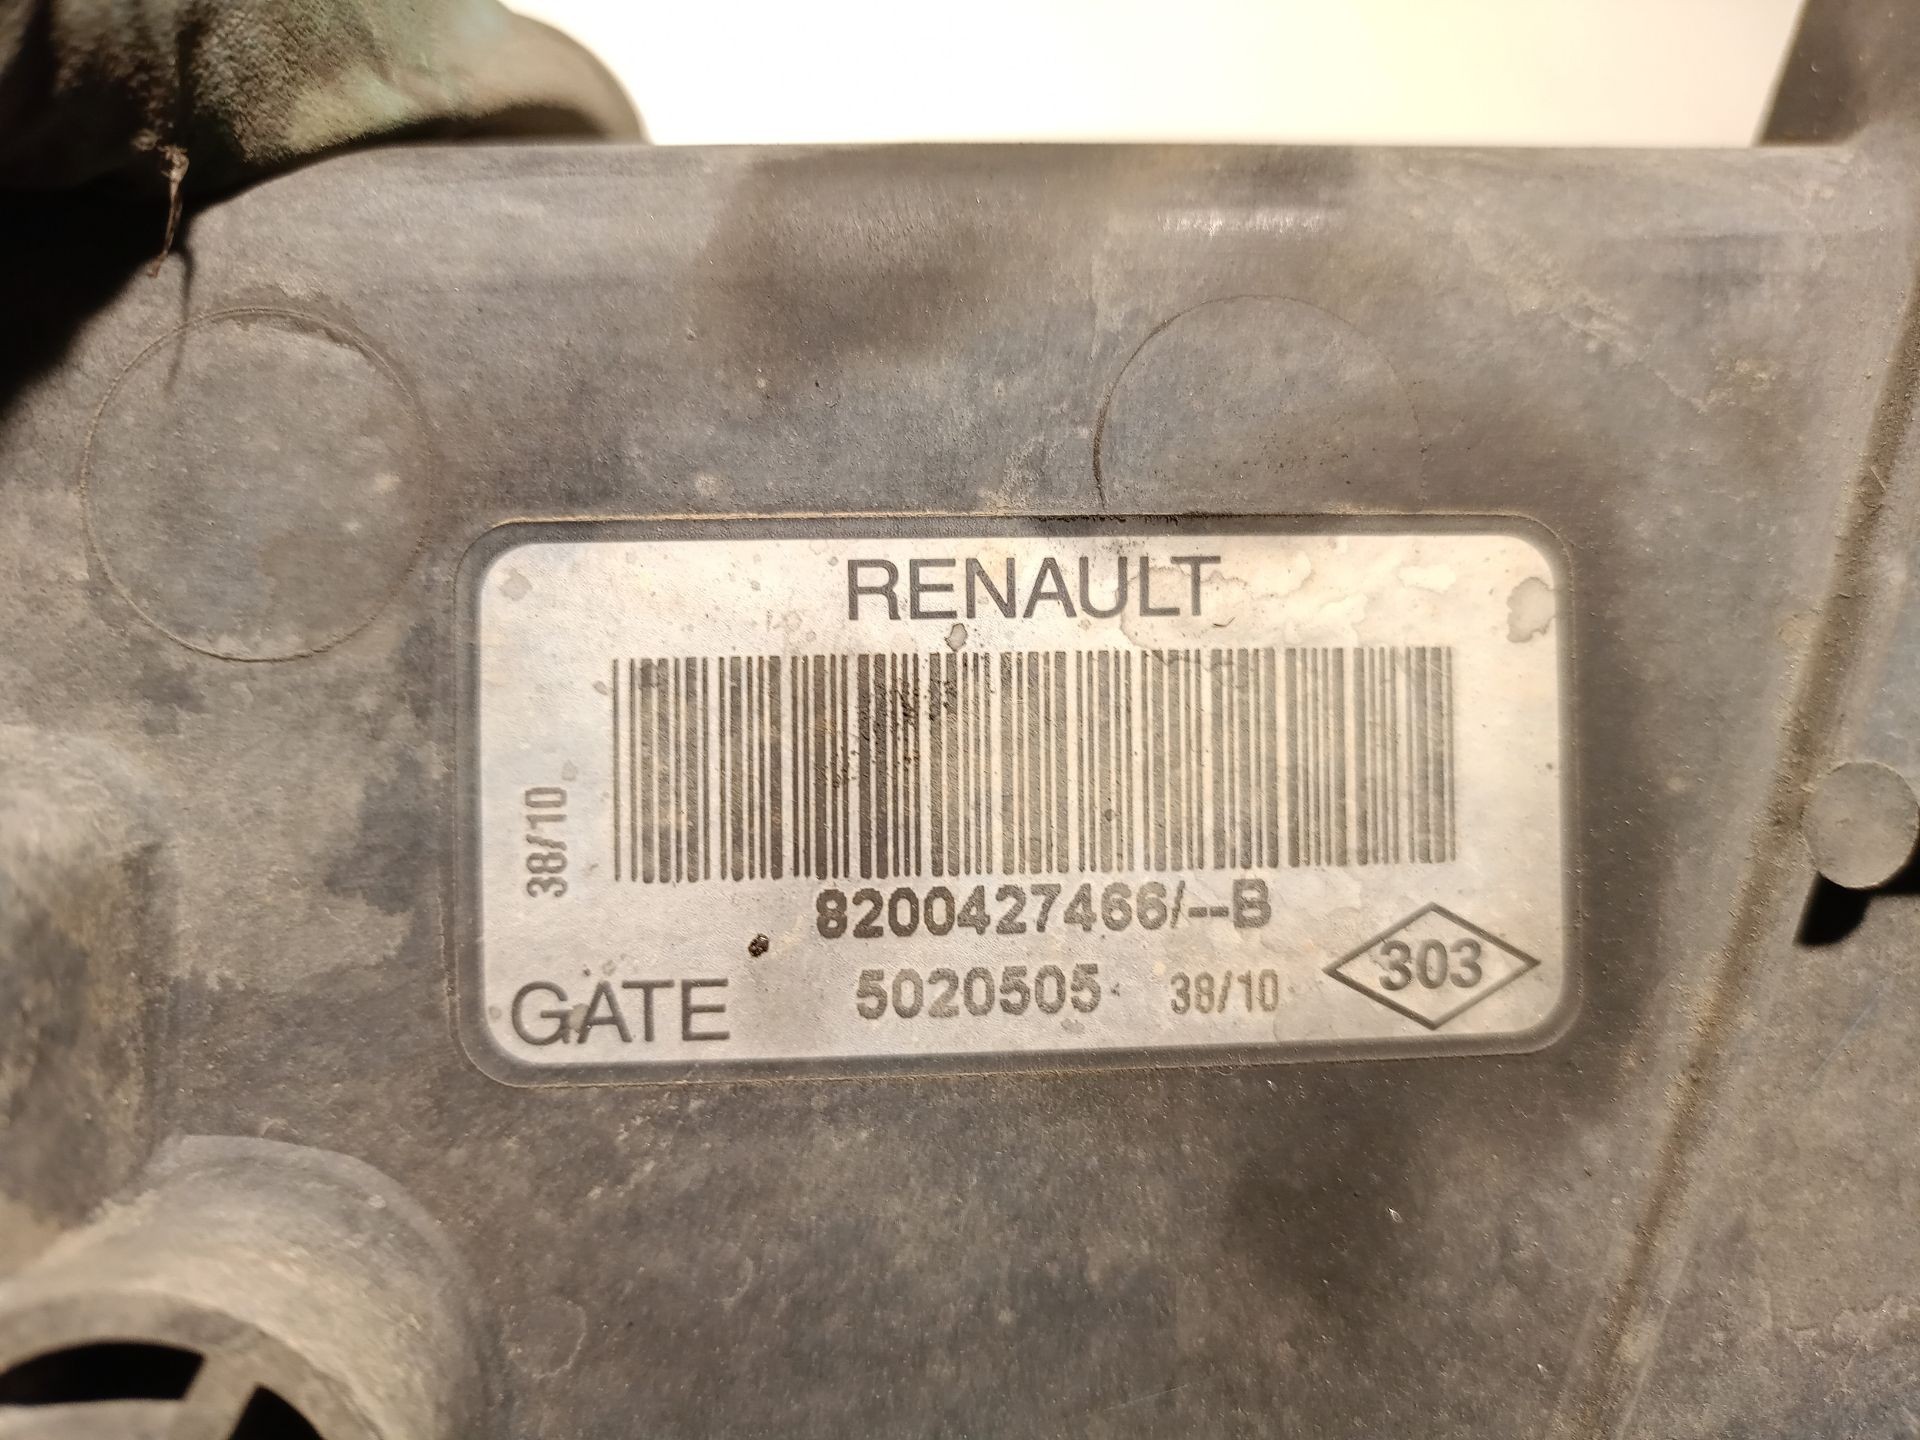 RENAULT
38/10
8200427466/--B
GATE 5020505 38/10 303